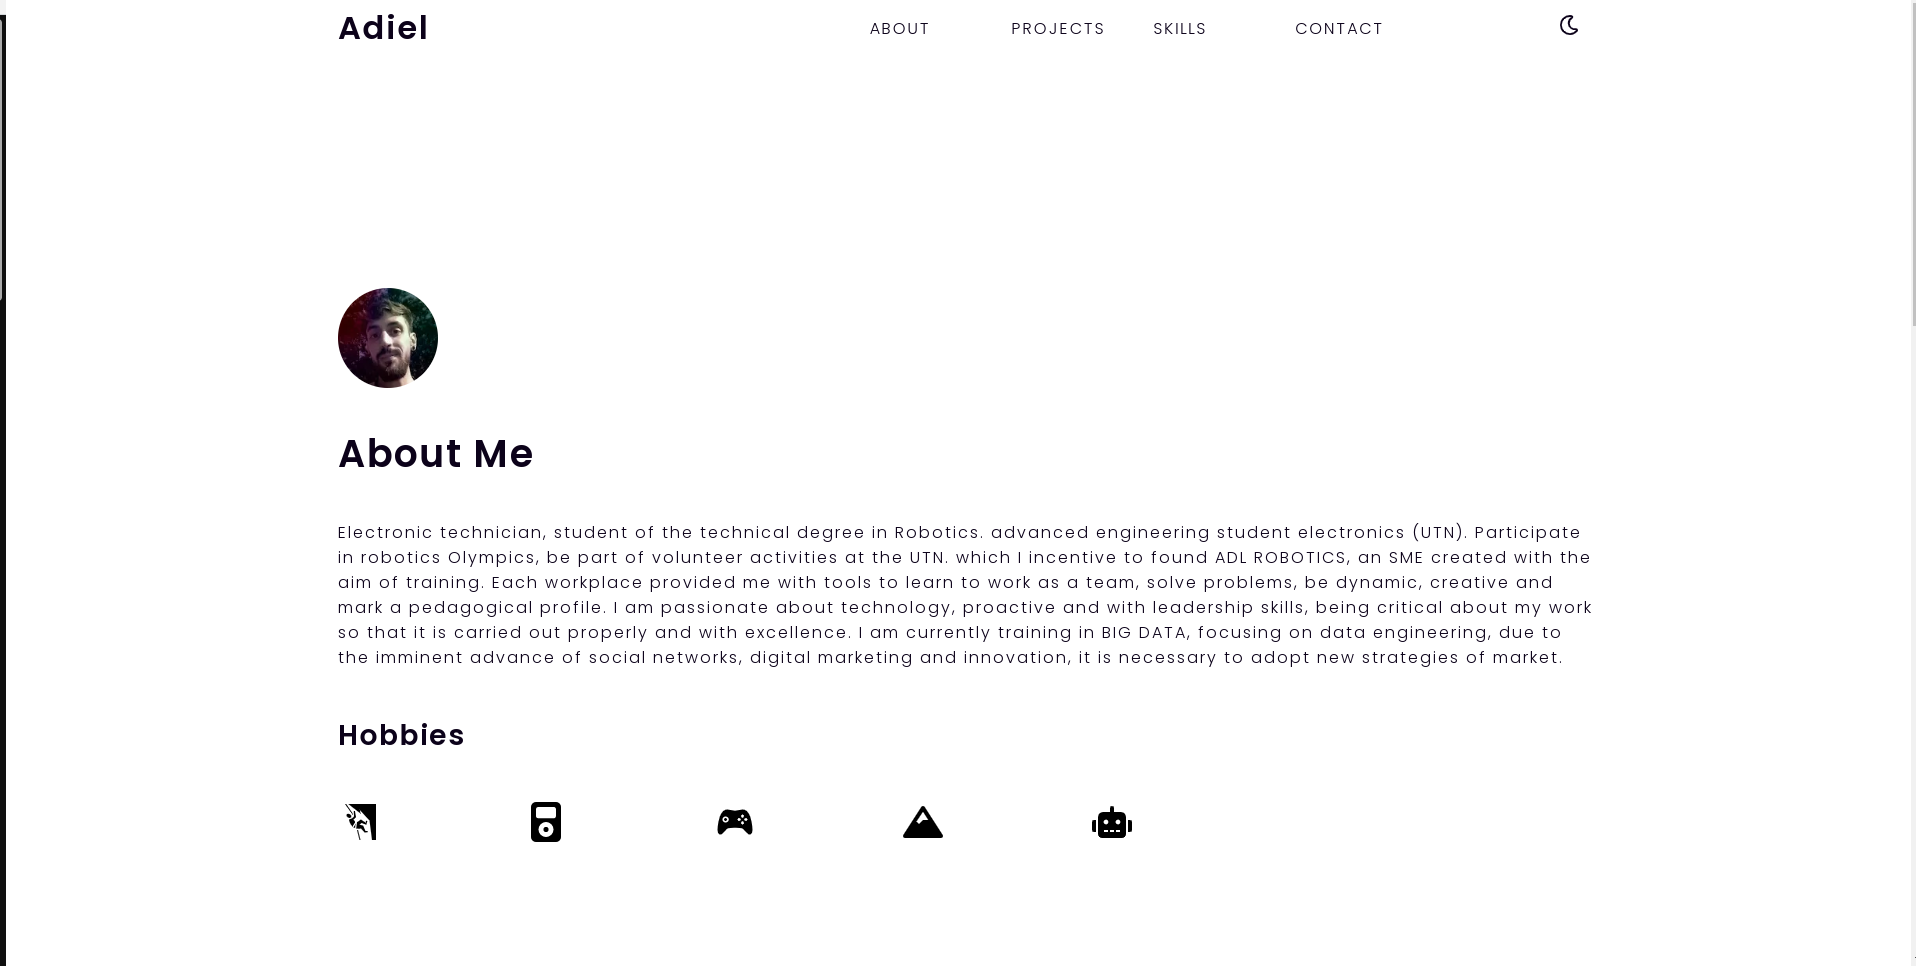 Adiel
ABOUT PROJECTS SKILLS CONTACT
About Me
Electronic technician, student of the technical degree in Robotics. advanced engineering student electronics (UTN). Participate
in robotics Olympics, be part of volunteer activities at the UTN. which I incentive to found ADL ROBOTICS, an SME created with the
aim of training. Each workplace provided me with tools to learn to work as a team, solve problems, be dynamic, creative and
mark a pedagogical profile. I am passionate about technology, proactive and with leadership skills, being critical about my work
so that it is carried out properly and with excellence. I am currently training in BIG DATA, focusing on data engineering, due to
the imminent advance of social networks, digital marketing and innovation, it is necessary to adopt new strategies of market.
Hobbies